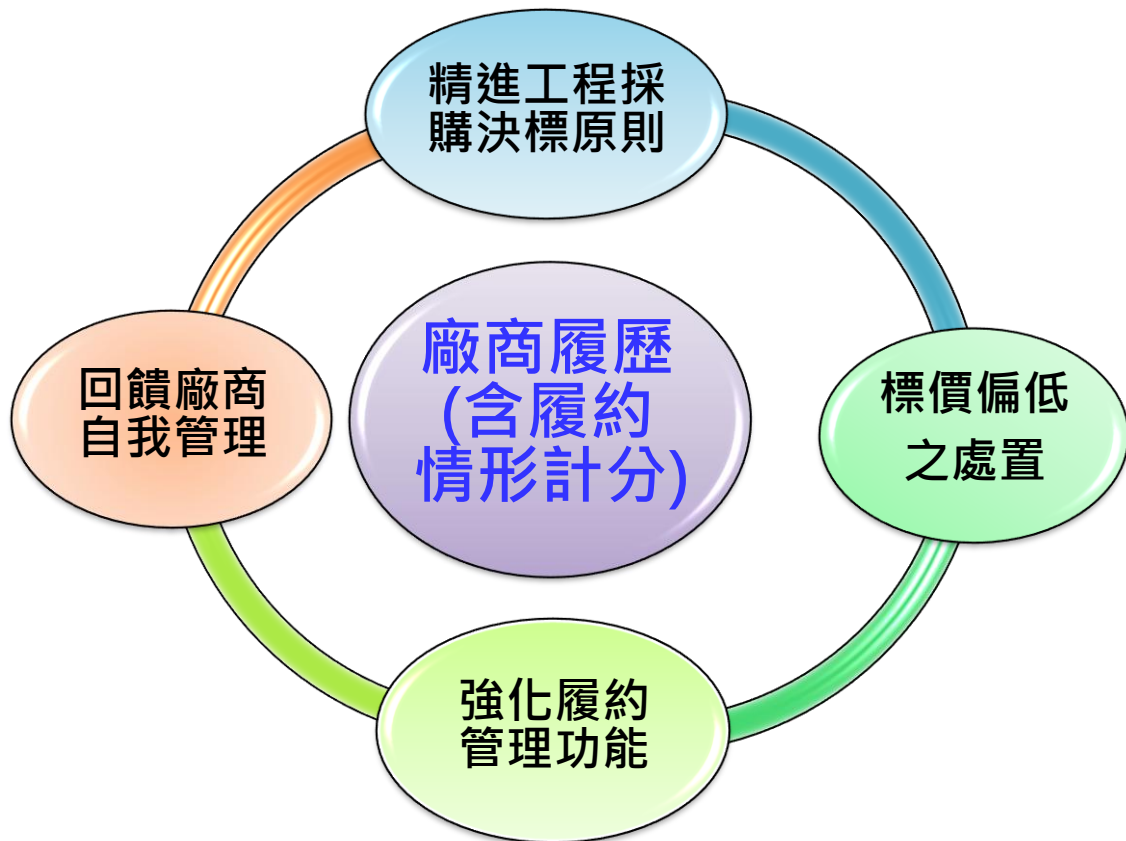 精進工程採
購決標原則
廠商履歷
(含履約
情形計分)
回饋廠商
自我管理
標價偏低
之處置
強化履約
管理功能